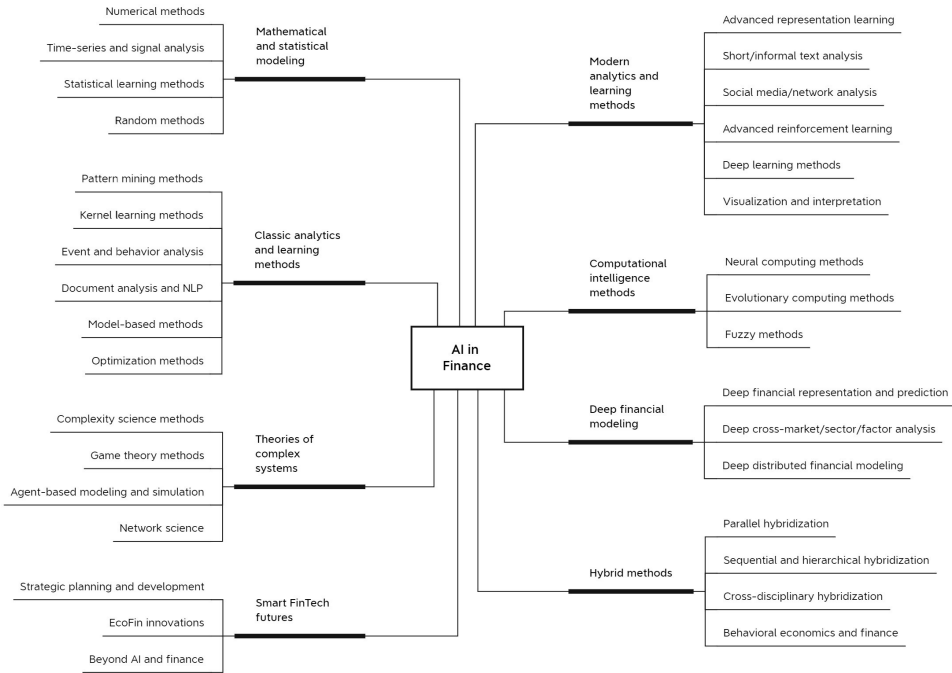 Numerical methods
Time-series and signal analysis
Statistical learning methods
Random methods
Mathematical
and statistical
modeling
Pattern mining methods
Kernel learning methods
Event and behavior analysis
Document analysis and NLP
Model-based methods
Optimization methods
Classic analytics
and learning
methods
Complexity science methods
Game theory methods
Agent-based modeling and simulation
Network science
Theories of
complex
systems
Strategic planning and development
EcoFin innovations
Beyond AI and finance
Smart FinTech
futures
AI in
Finance
Modern
analytics and
learning
methods
Advanced representation learning
Short/informal text analysis
Social media/network analysis
Advanced reinforcement learning
Deep learning methods
Visualization and interpretation
Computational
intelligence
methods
Neural computing methods
Evolutionary computing methods
Fuzzy methods
Deep financial
modeling
Deep financial representation and prediction
Deep cross-market/sector/factor analysis
Deep distributed financial modeling
Hybrid methods
Parallel hybridization
Sequential and hierarchical hybridization
Cross-disciplinary hybridization
Behavioral economics and finance